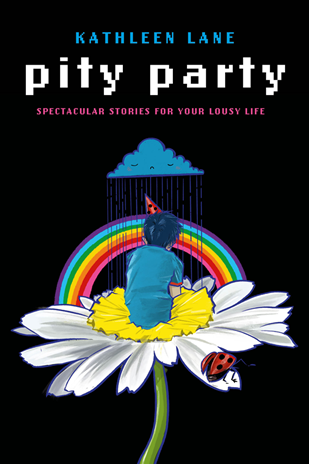 KATHLEEN LANE
pity party
SPECTACULAR STORIES FOR YOUR LOUSY LIFE